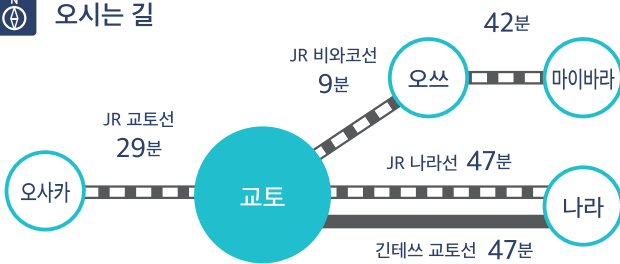 N
오시는 길
42분
JR 비와코선
9분
오쓰
마이바라
JR 교토선
29분
오사카
교토
JR 나라선 47분
나라
긴테쓰 교토선 47분